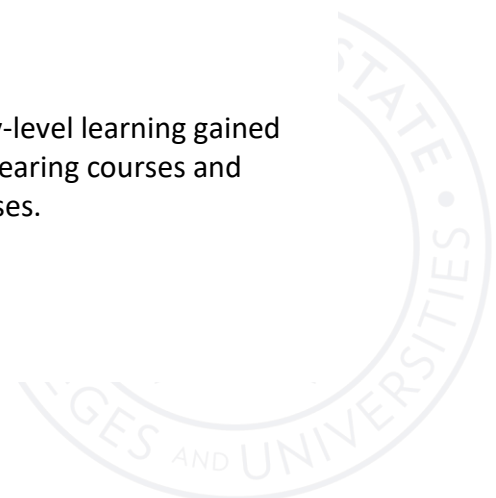 -level learning gained
earing courses and
ses.
STATE
GES AND UNIVERSITIES